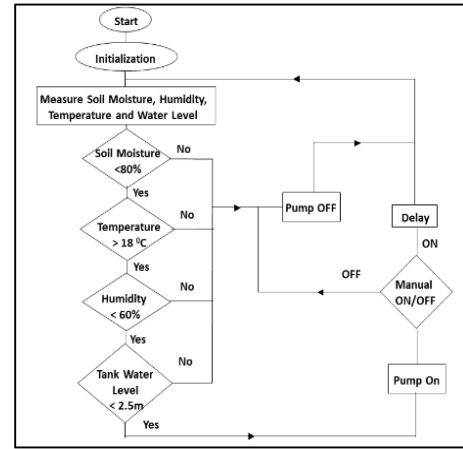 Start
Initialization
Measure Soil Moisture, Humidity,
Temperature and Water Level
Soil Moisture
<80%
No
Yes
Temperature
> 18 ⁰C
No
Yes
Humidity
< 60%
No
Yes
Tank Water
Level
< 2.5m
No
Yes
Pump OFF
Delay
ON
OFF
Manual
ON/OFF
Pump On